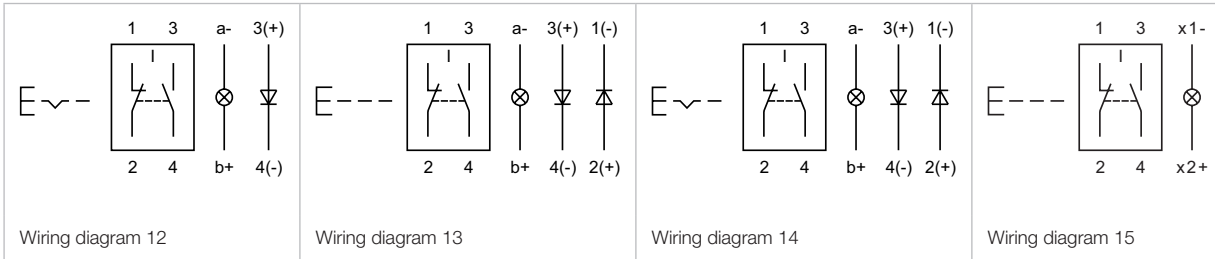 1 3 a- 3(+)
2 4 b+ 4(-)
Wiring diagram 12
1 3 a- 3(+) 1(-)
2 4 b+ 4(-) 2(+)
Wiring diagram 13
1 3 a- 3(+) 1(-)
2 4 b+ 4(-) 2(+)
Wiring diagram 14
1 3 x1-
2 4 x2+
Wiring diagram 15